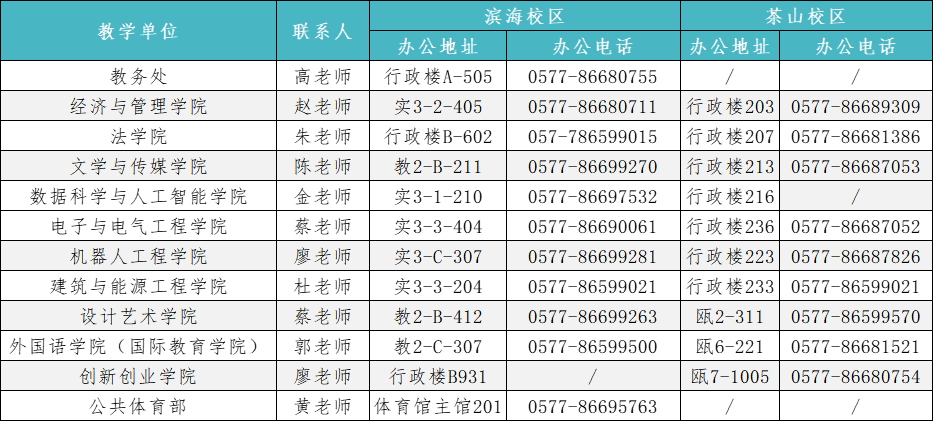 教学单位 联系人 滨海校区 茶山校区
办公地址 办公电话 办公地址 办公电话
教务处 高老师 行政楼A-505 0577-86680755 / /
经济与管理学院 赵老师 实3-2-405 0577-86680711 行政楼203 0577-86689309
法学院 朱老师 行政楼B-602 057-786599015 行政楼207 0577-86681386
文学与传媒学院 陈老师 教2-B-211 0577-86699270 行政楼213 0577-86687053
数据科学与人工智能学院 金老师 实3-1-210 0577-86697532 行政楼216 /
电子与电气工程学院 蔡老师 实3-3-404 0577-86690061 行政楼236 0577-86687052
机器人工程学院 廖老师 实3-C-307 0577-86699281 行政楼223 0577-86687826
建筑与能源工程学院 杜老师 实3-3-204 0577-86599021 行政楼233 0577-86599021
设计艺术学院 蔡老师 教2-B-412 0577-86699263 瓯2-311 0577-86599570
外国语学院（国际教育学院） 郭老师 教2-C-307 0577-86599500 瓯6-221 0577-86681521
创新创业学院 廖老师 行政楼B931 / 瓯7-1005 0577-86680754
公共体育部 黄老师 体育馆主馆201 0577-86695763 / /